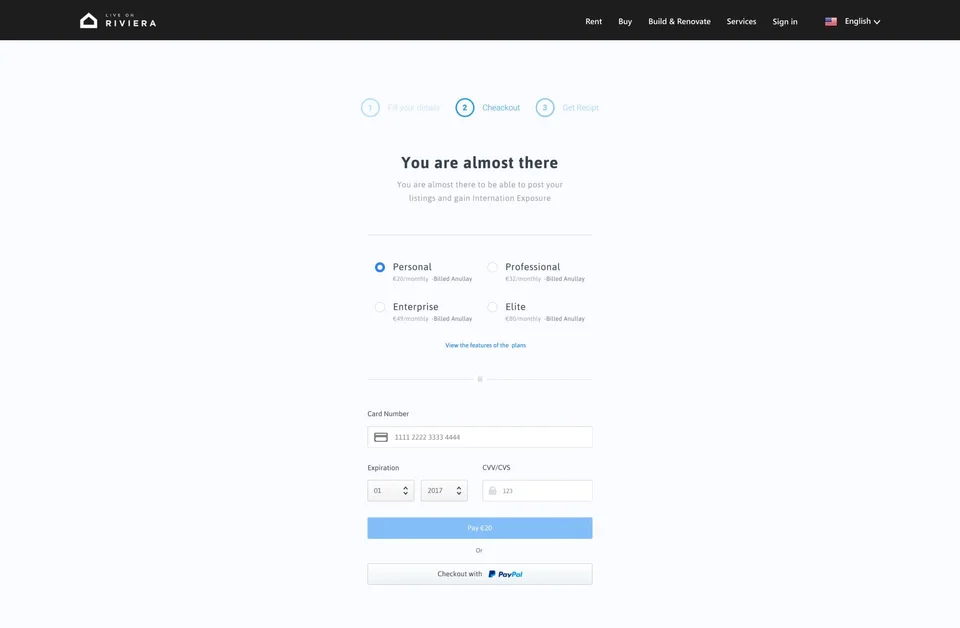 LIVE ON
RIVIERA
Rent Buy Build & Renovate Services Sign in English
1 Fill your details 2 Cheackout 3 Get Recipt
You are almost there
You are almost there to be able to post your
listings and gain Internation Exposure
Personal
€20/monthly -Billed Anullay
Professional
€32/monthly -Billed Anullay
Enterprise
€49/monthly -Billed Anullay
Elite
€80/monthly -Billed Anullay
View the features of the plans
Card Number
1111 2222 3333 4444
Expiration CVV/CVS
01 2017 123
Pay €20
Or
Checkout with PayPal